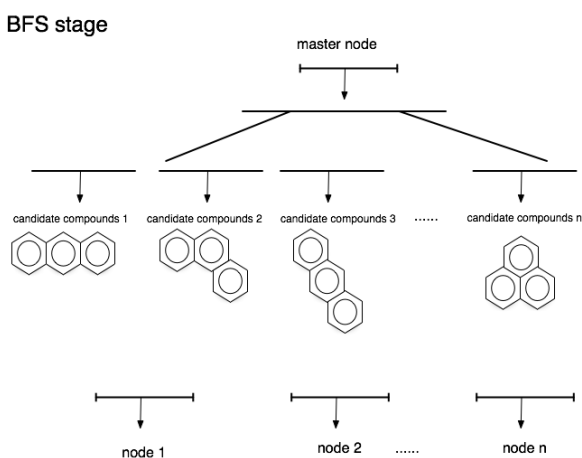 BFS stage
master node
candidate compounds 1
candidate compounds 2
candidate compounds 3
......
candidate compounds n
node 1
node 2
......
node n